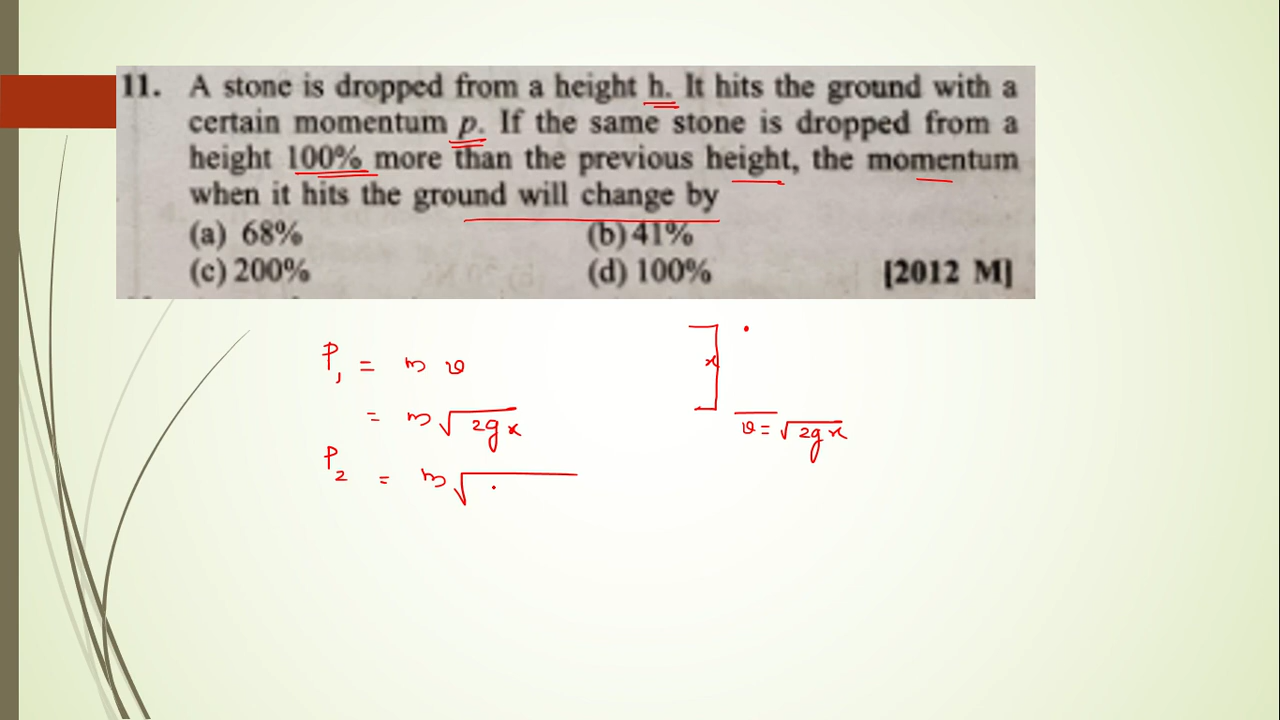 11. A stone is dropped from a height h. It hits the ground with a
certain momentum p. If the same stone is dropped from a
height 100% more than the previous height, the momentum
when it hits the ground will change by
(a) 68% (b) 41%
(c) 200% (d) 100% [2012 M]
P₁ = m v
= m√2gx
P₂ = m√
x
v = √2gx